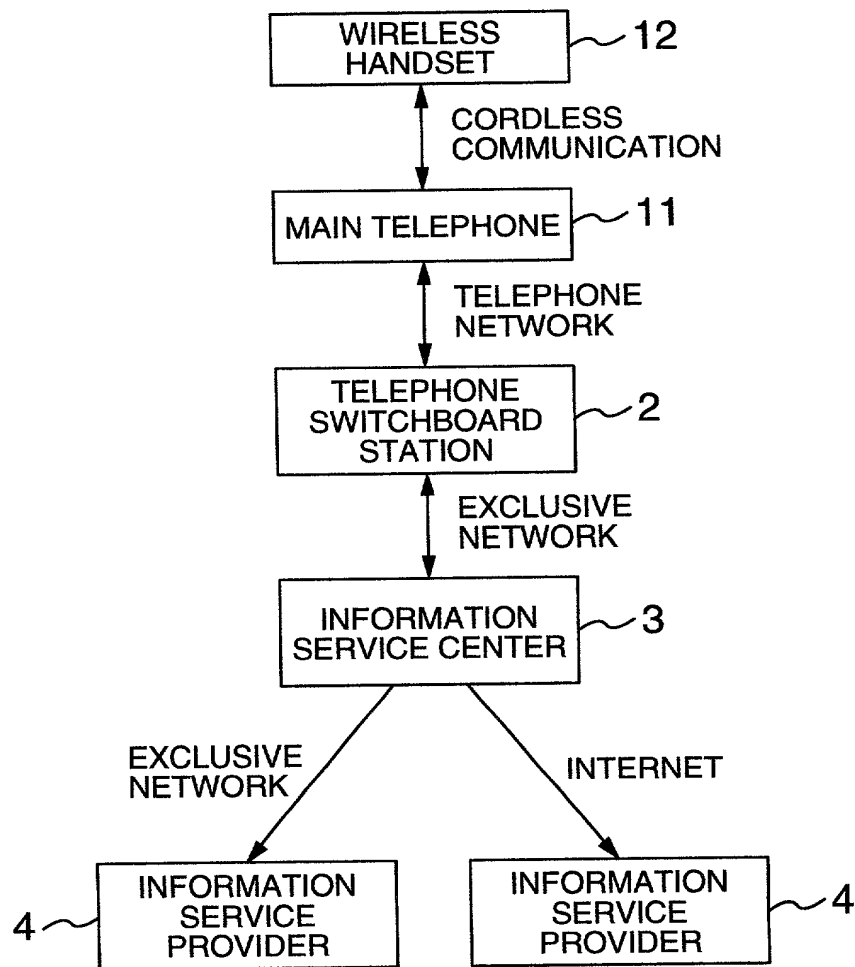 WIRELESS
HANDSET
12
CORDLESS
COMMUNICATION
MAIN TELEPHONE
11
TELEPHONE
NETWORK
TELEPHONE
SWITCHBOARD
STATION
2
EXCLUSIVE
NETWORK
INFORMATION
SERVICE CENTER
3
EXCLUSIVE
NETWORK
INTERNET
4
INFORMATION
SERVICE
PROVIDER
INFORMATION
SERVICE
PROVIDER
4